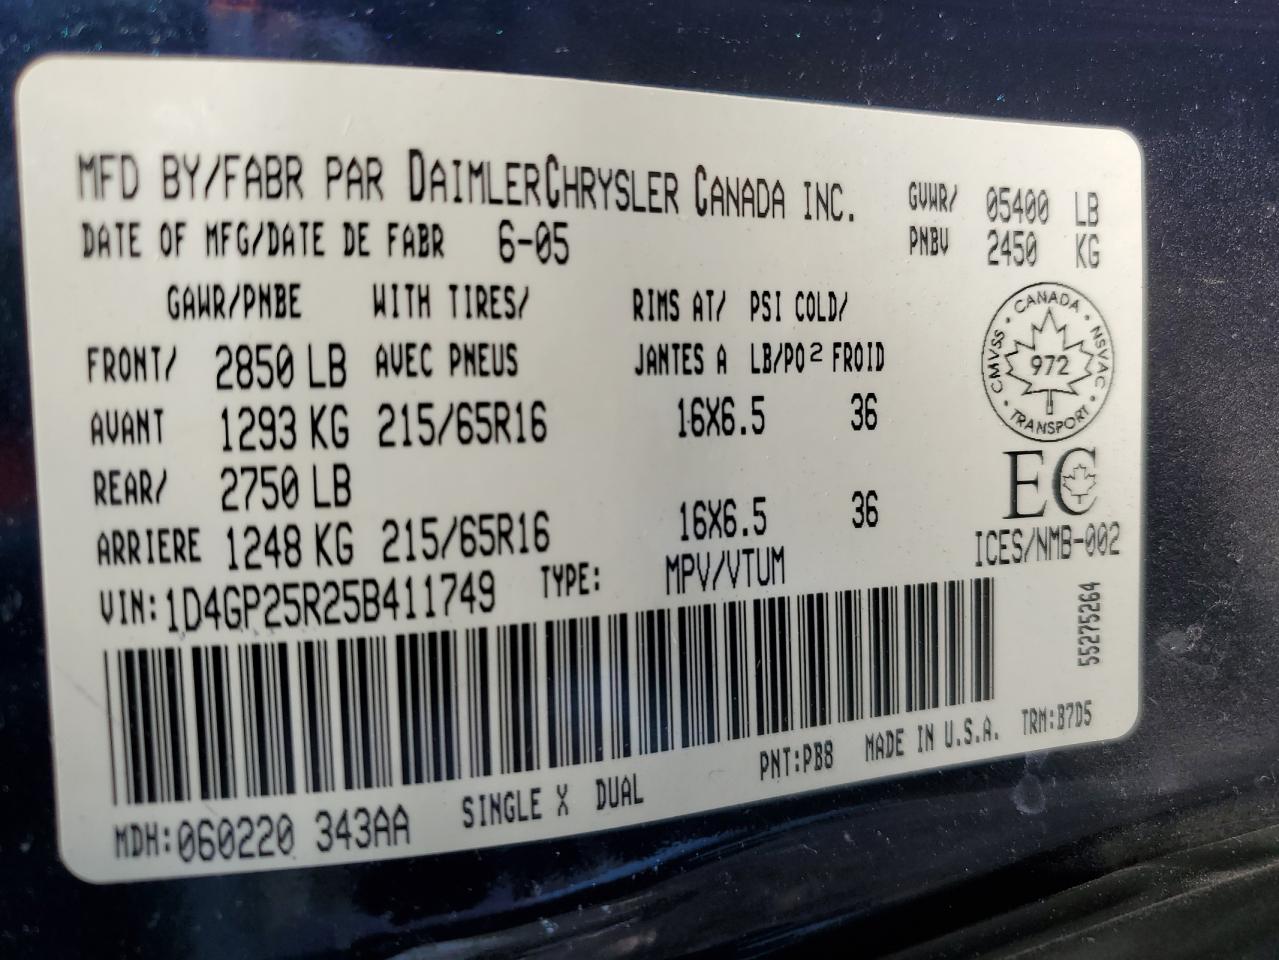 MFD BY/FABR PAR DAIMLERCHRYSLER CANADA INC. GVWR/ 05400 LB
DATE OF MFG/DATE DE FABR 6-05 PNBV 2450 KG
GAWR/PNBE WITH TIRES/ RIMS AT/ PSI COLD/
FRONT/ 2850 LB AVEC PNEUS JANTES A LB/PO² FROID
AVANT 1293 KG 215/65R16 16X6.5 36
REAR/ 2750 LB
ARRIERE 1248 KG 215/65R16 16X6.5 36
CANADA · NSVAC · TRANSPORT · CMVSS ·
972
EC
ICES/NMB-002
VIN:1D4GP25R25B411749 TYPE: MPV/VTUM
55275264
MDH:060220 343AA SINGLE X DUAL PNT:PB8 MADE IN U.S.A. TRM:B7D5